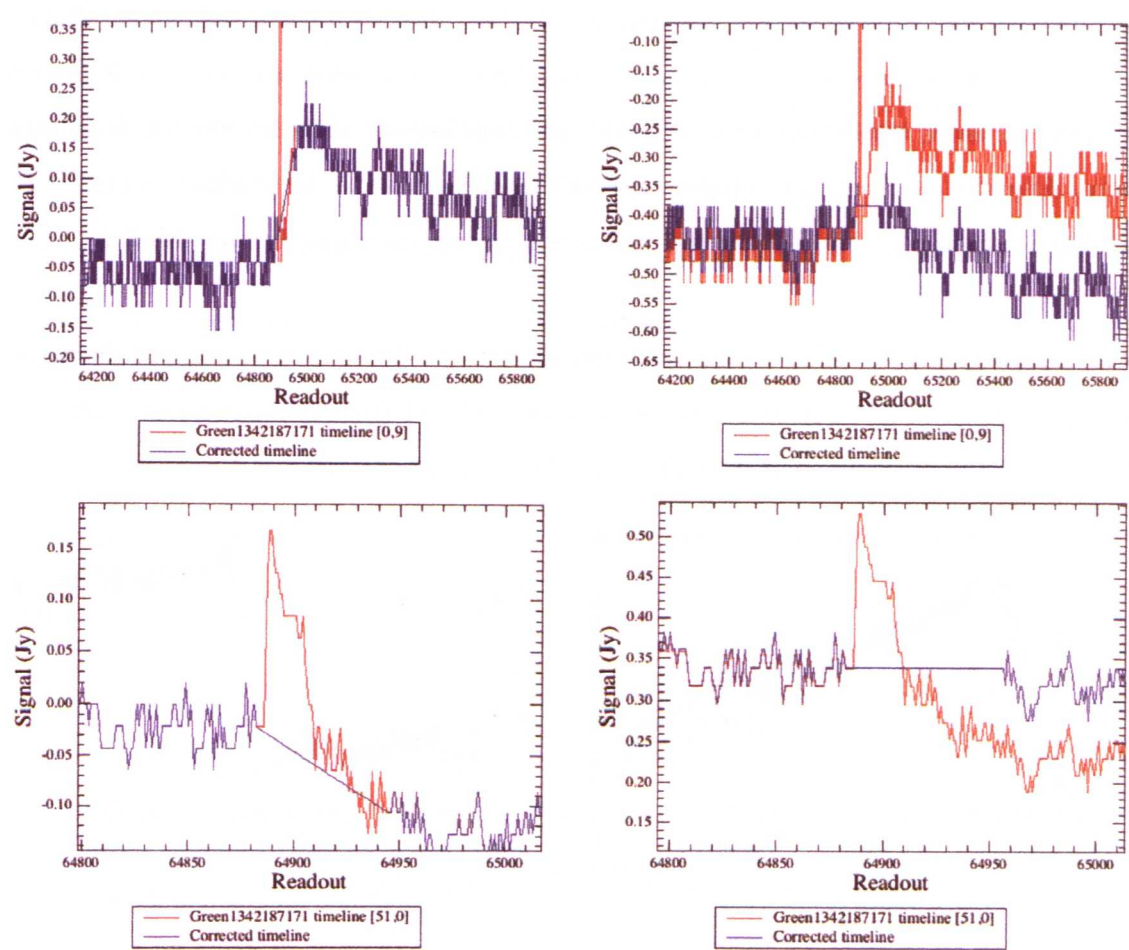 0.35
0.30
0.25
0.20
0.15
0.10
0.05
0.00
-0.05
-0.10
-0.15
-0.20
Signal (Jy)
64200 64400 64600 64800 65000 65200 65400 65600 65800
Readout
Green1342187171 timeline [0,9]
Corrected timeline
-0.10
-0.15
-0.20
-0.25
-0.30
-0.35
-0.40
-0.45
-0.50
-0.55
-0.60
-0.65
Signal (Jy)
64200 64400 64600 64800 65000 65200 65400 65600 65800
Readout
Green1342187171 timeline [0,9]
Corrected timeline
0.15
0.10
0.05
0.00
-0.05
-0.10
Signal (Jy)
64800 64850 64900 64950 65000
Readout
Green1342187171 timeline [51,0]
Corrected timeline
0.50
0.45
0.40
0.35
0.30
0.25
0.20
0.15
Signal (Jy)
64800 64850 64900 64950 65000
Readout
Green1342187171 timeline [51,0]
Corrected timeline